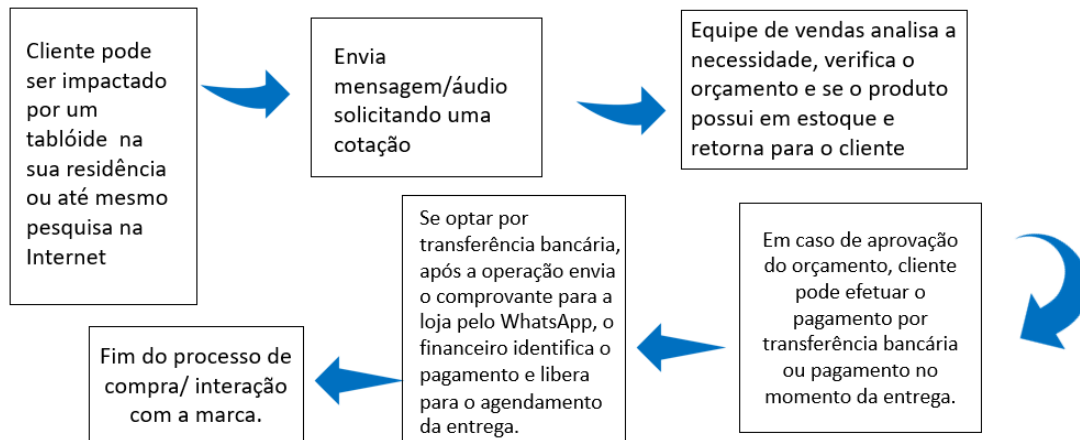 Cliente pode
ser impactado
por um
tablóide na
sua residência
ou até mesmo
pesquisa na
Internet
Envia
mensagem/áudio
solicitando uma
cotação
Equipe de vendas analisa a
necessidade, verifica o
orçamento e se o produto
possui em estoque e
retorna para o cliente
Em caso de aprovação
do orçamento, cliente
pode efetuar o
pagamento por
transferência bancária
ou pagamento no
momento da entrega.
Se optar por
transferência bancária,
após a operação envia
o comprovante para a
loja pelo WhatsApp, o
financeiro identifica o
pagamento e libera
para o agendamento
da entrega.
Fim do processo de
compra/ interação
com a marca.